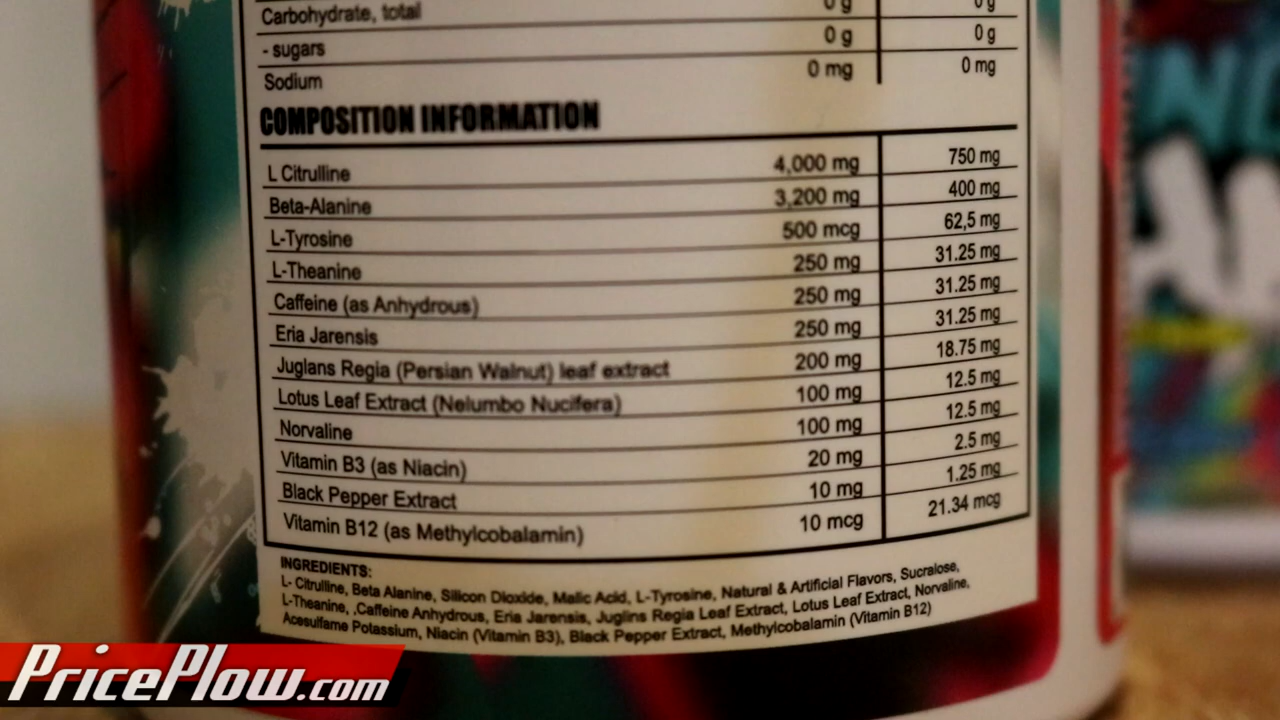 Carbohydrate, total 0 g 0 g
- sugars 0 g 0 g
Sodium 0 mg 0 mg
COMPOSITION INFORMATION
L Citrulline 4,000 mg 750 mg
Beta-Alanine 3,200 mg 400 mg
L-Tyrosine 500 mcg 62,5 mg
L-Theanine 250 mg 31.25 mg
Caffeine (as Anhydrous) 250 mg 31.25 mg
Eria Jarensis 250 mg 31.25 mg
Juglans Regia (Persian Walnut) leaf extract 200 mg 18.75 mg
Lotus Leaf Extract (Nelumbo Nucifera) 100 mg 12.5 mg
Norvaline 100 mg 12.5 mg
Vitamin B3 (as Niacin) 20 mg 2.5 mg
Black Pepper Extract 10 mg 1.25 mg
Vitamin B12 (as Methylcobalamin) 10 mcg 21.34 mcg
INGREDIENTS:
L- Citrulline, Beta Alanine, Silicon Dloxide, Malic Acid, L-Tyrosine, Natural & Artificial Flavors, Sucralose,
L-Theanine, ,Caffeine Anhydrous, Eria Jarensis, Juglins Regia Leaf Extract, Lotus Leaf Extract, Norvaline,
Acesulfame Potassium, Niacin (Vitamin B3), Black Pepper Extract, Methylcobalamin (Vitamin B12)
PricePlow.com